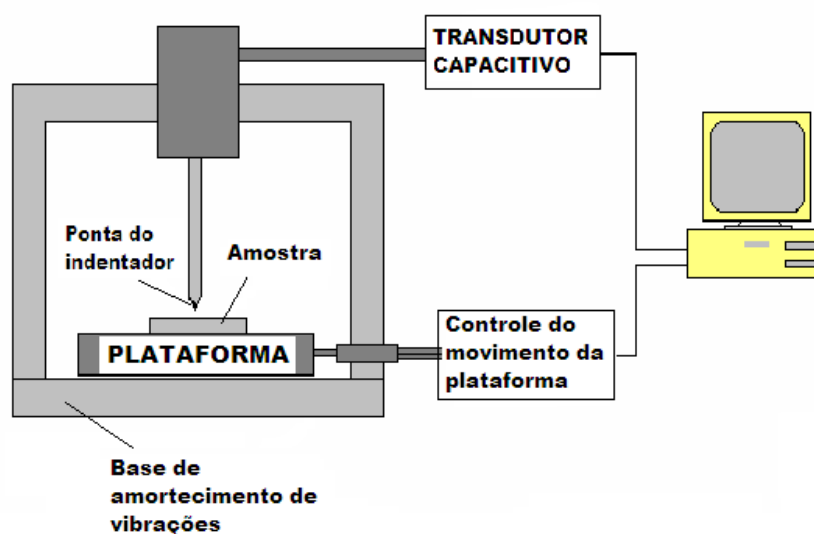 TRANSDUTOR
CAPACITIVO
Ponta do
indentador
Amostra
PLATAFORMA
Controle do
movimento da
plataforma
Base de
amortecimento de
vibrações